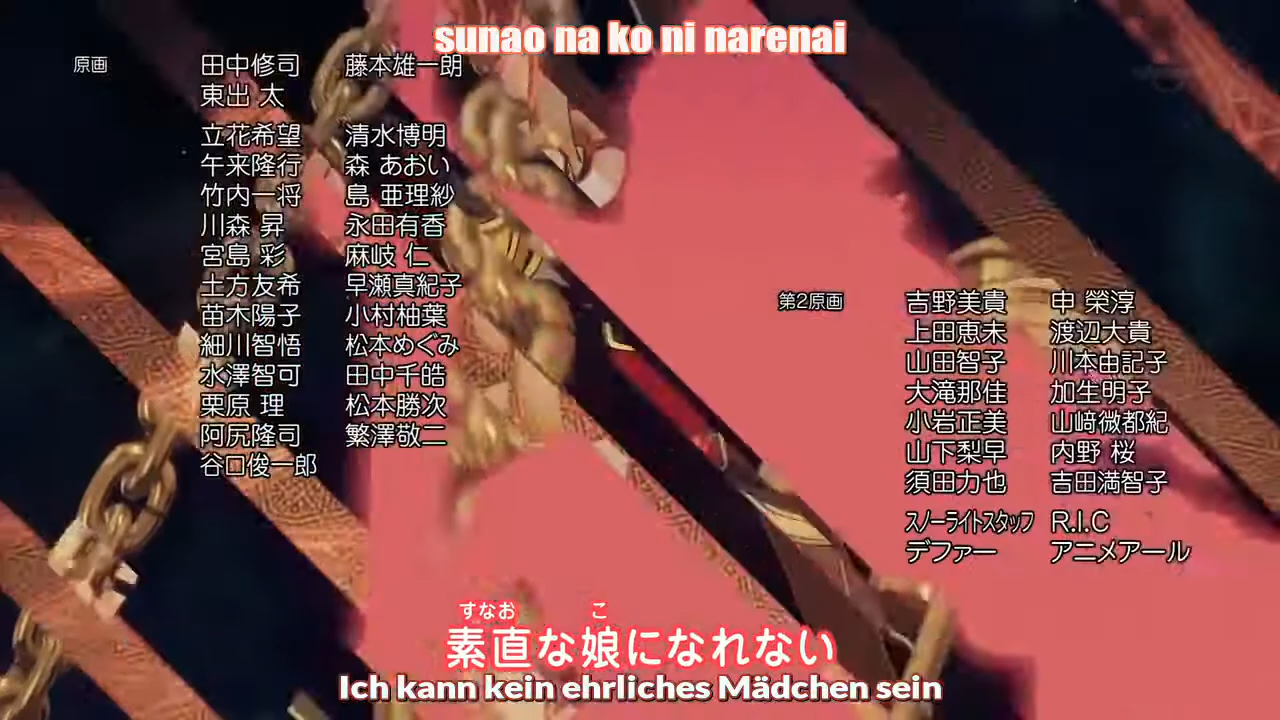 sunao na ko ni narenai
原画
田中修司 藤本雄一朗
東出 太
立花希望 清水博明
午来隆行 森 あおい
竹内一将 島 亜理紗
川森 昇 永田有香
宮島 彩 麻岐 仁
土方友希 早瀬真紀子
苗木陽子 小村柚葉
細川智悟 松本めぐみ
水澤智可 田中千皓
栗原 理 松本勝次
阿尻隆司 繁澤敬二
谷口俊一郎
第2原画
吉野美貴 申 榮淳
上田恵未 渡辺大貴
山田智子 川本由記子
大滝那佳 加生明子
小岩正美 山﨑微都紀
山下梨早 内野 桜
須田力也 吉田満智子
スノーライトスタッフ R.I.C
デファー アニメアール
すなお こ
素直な娘になれない
Ich kann kein ehrliches Mädchen sein